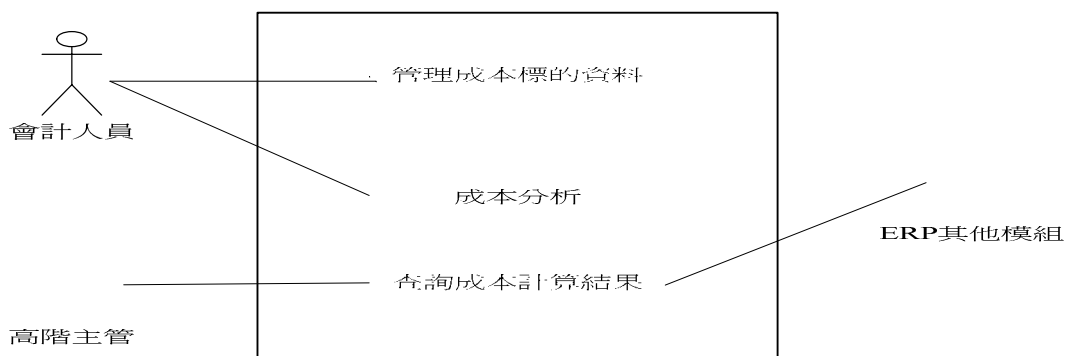 管理成本標的資料
會計人員
成本分析
ERP其他模組
查詢成本計算結果
高階主管